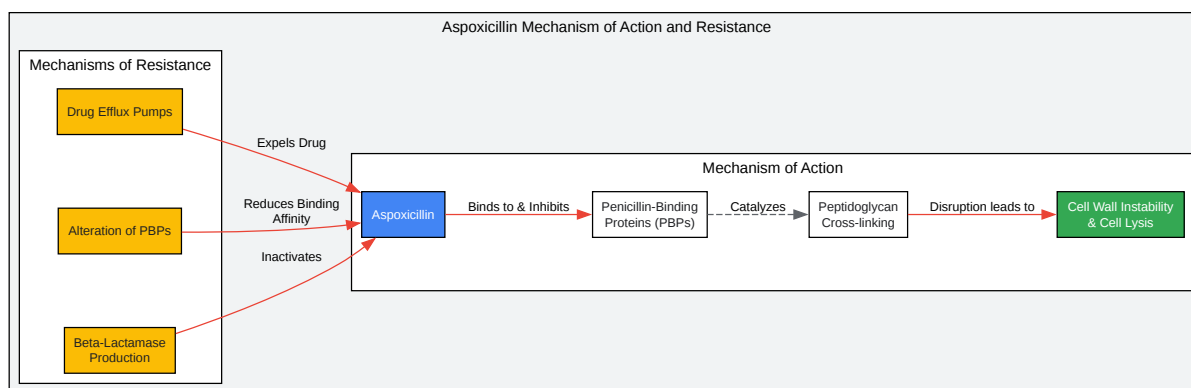 Aspoxicillin Mechanism of Action and Resistance
Mechanisms of Resistance
Drug Efflux Pumps
Expels Drug
Mechanism of Action
Alteration of PBPs
Reduces Binding
Affinity
Aspoxicillin
Binds to & Inhibits
Penicillin-Binding
Proteins (PBPs)
Catalyzes
Peptidoglycan
Cross-linking
Disruption leads to
Cell Wall Instability
& Cell Lysis
Inactivates
Beta-Lactamase
Production